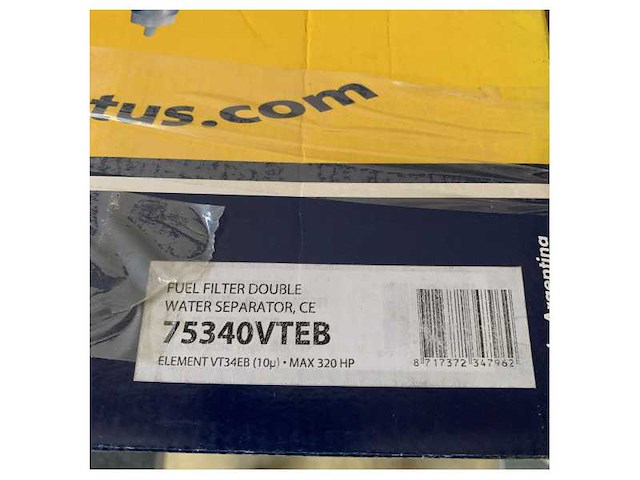 tus.com
Argentina
FUEL FILTER DOUBLE
WATER SEPARATOR, CE
75340VTEB
ELEMENT VT34EB (10µ) • MAX 320 HP
8 717372 347962